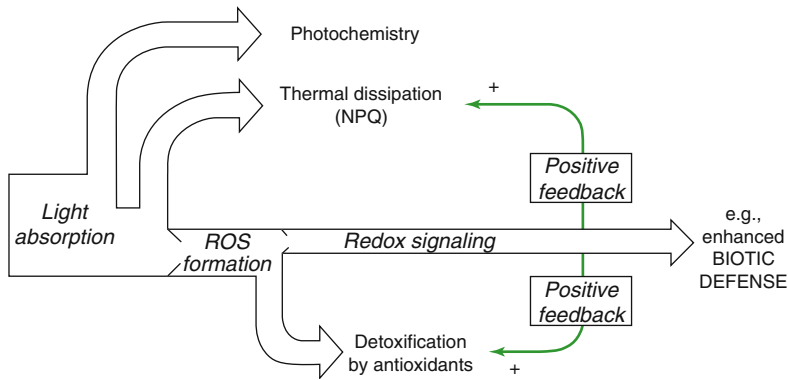 Photochemistry
Thermal dissipation
(NPQ)
+
Positive
feedback
Light
absorption
ROS
formation
Redox signaling
e.g.,
enhanced
BIOTIC
DEFENSE
Positive
feedback
Detoxification
by antioxidants
+